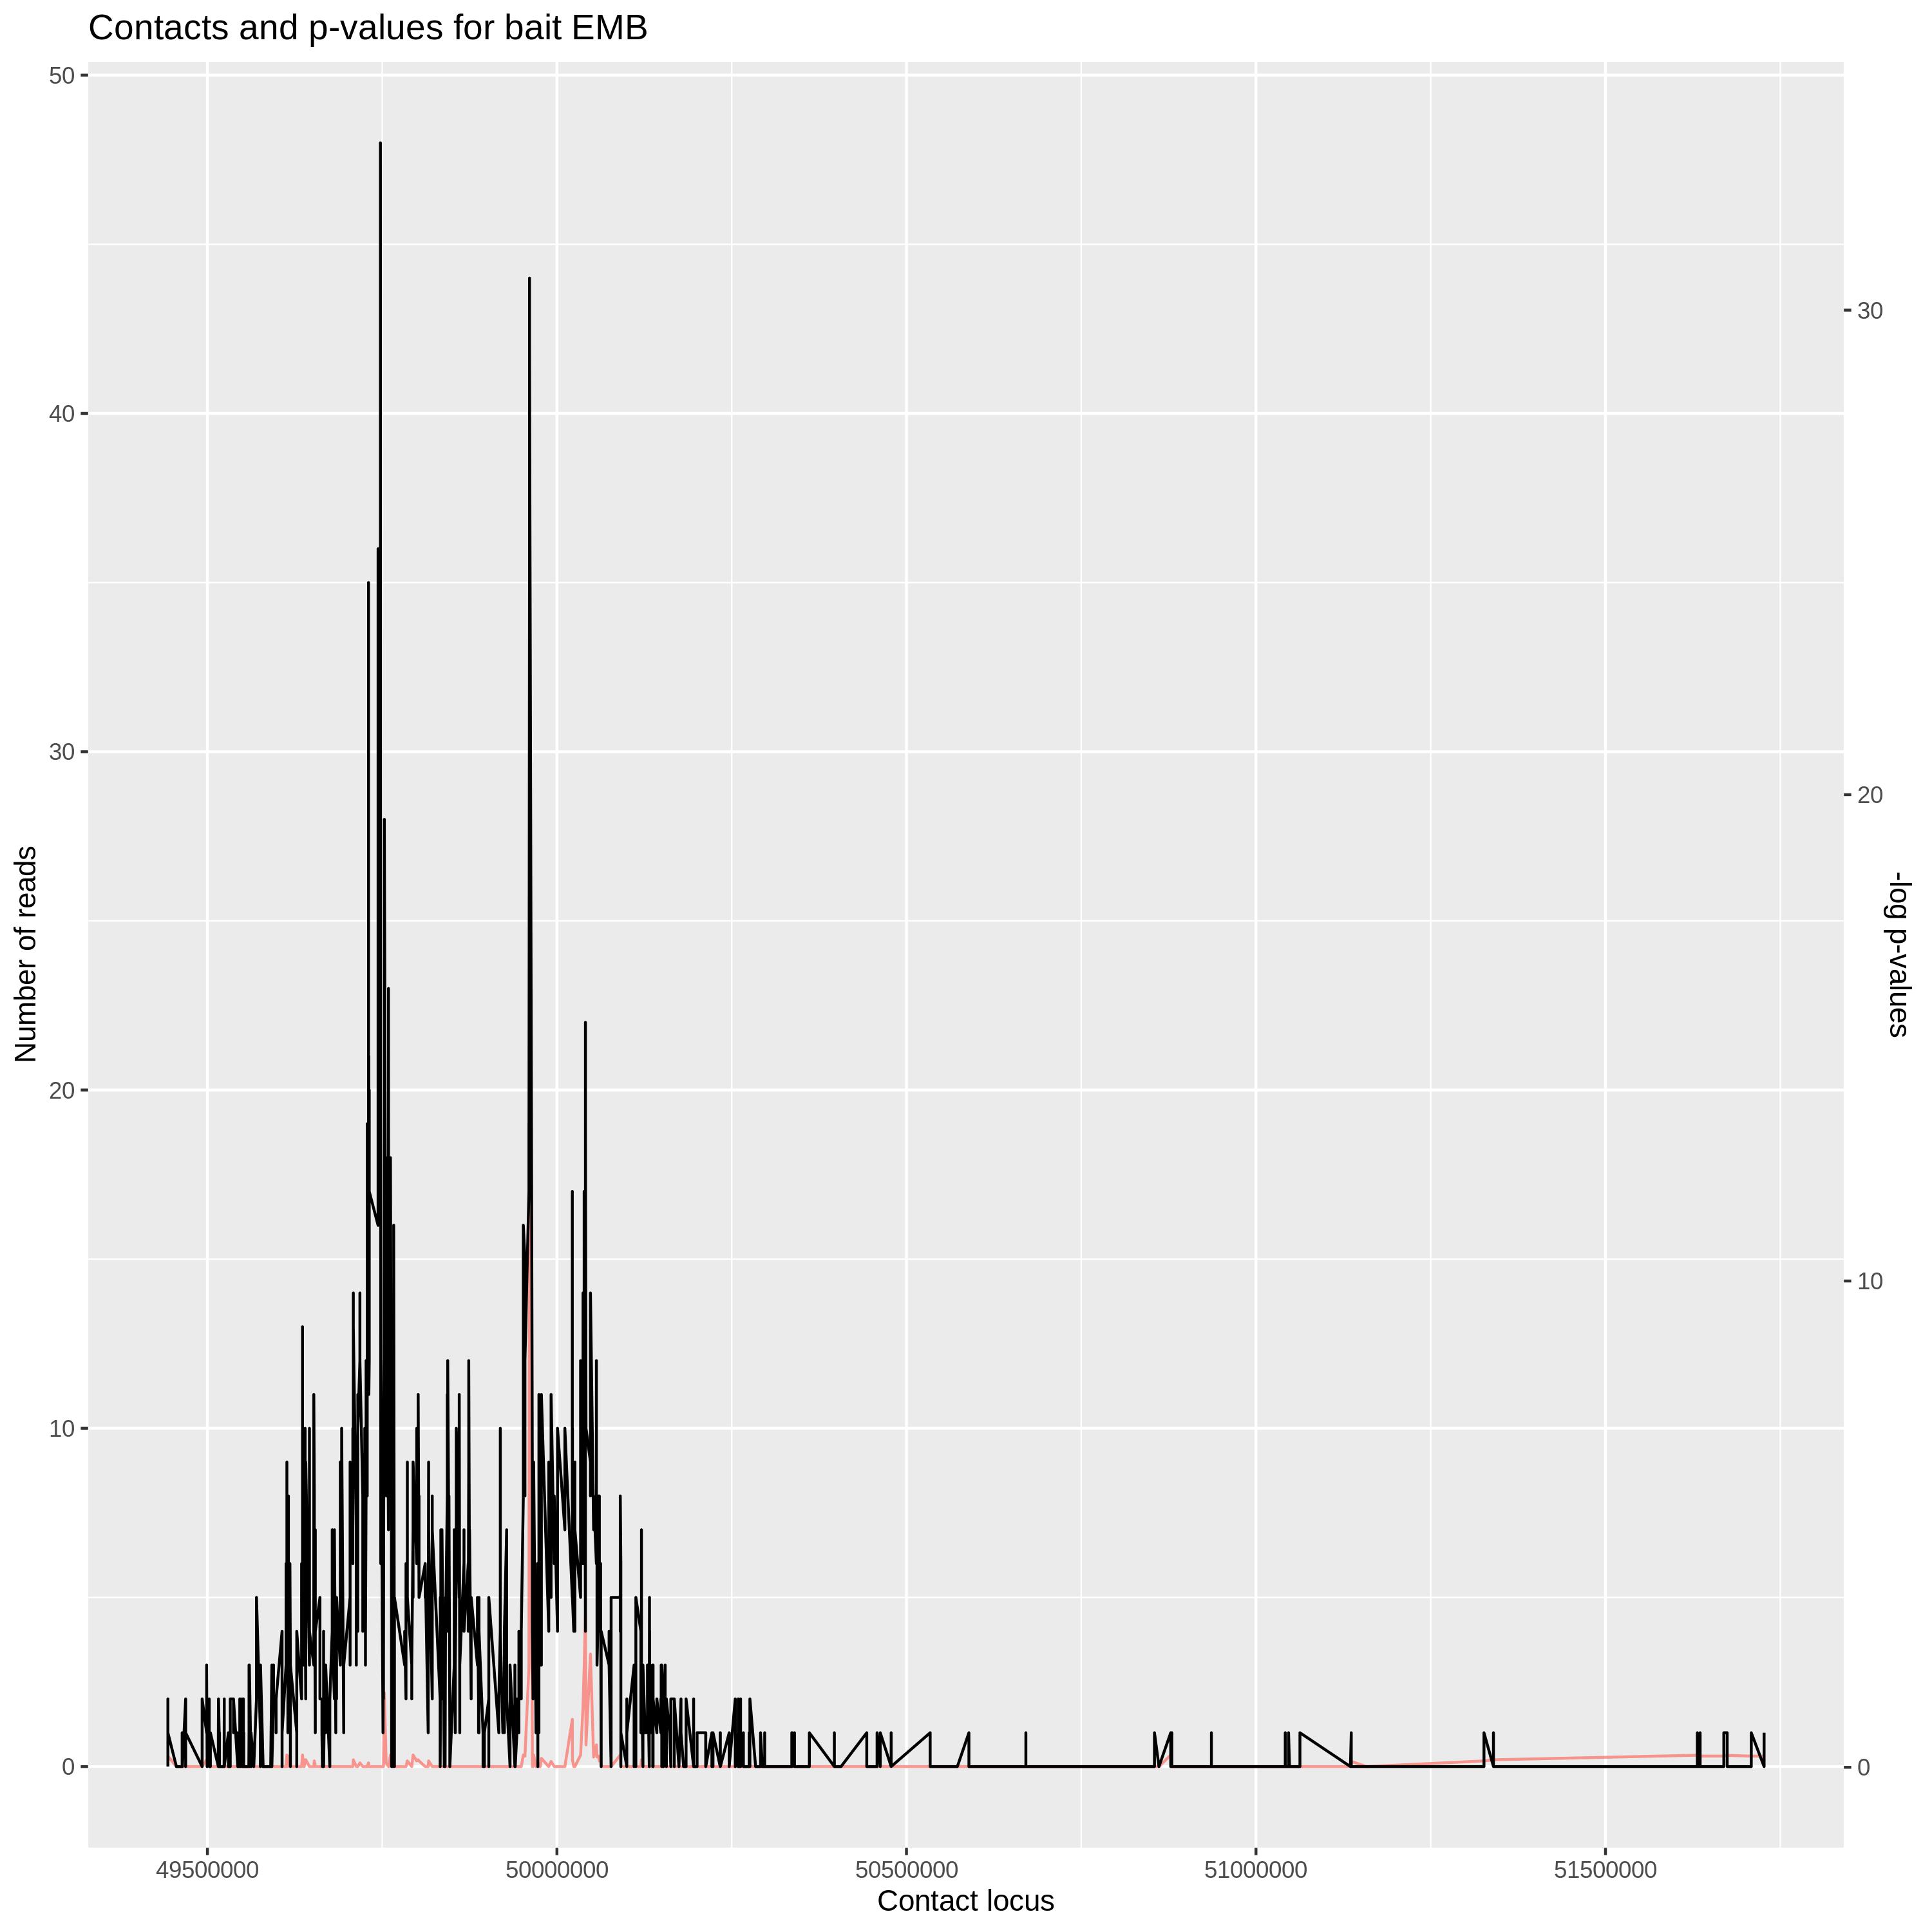 Contacts and p-values for bait EMB
50
40
30
20
10
0
Number of reads
30
20
10
0
-log p-values
49500000 50000000 50500000 51000000 51500000
Contact locus